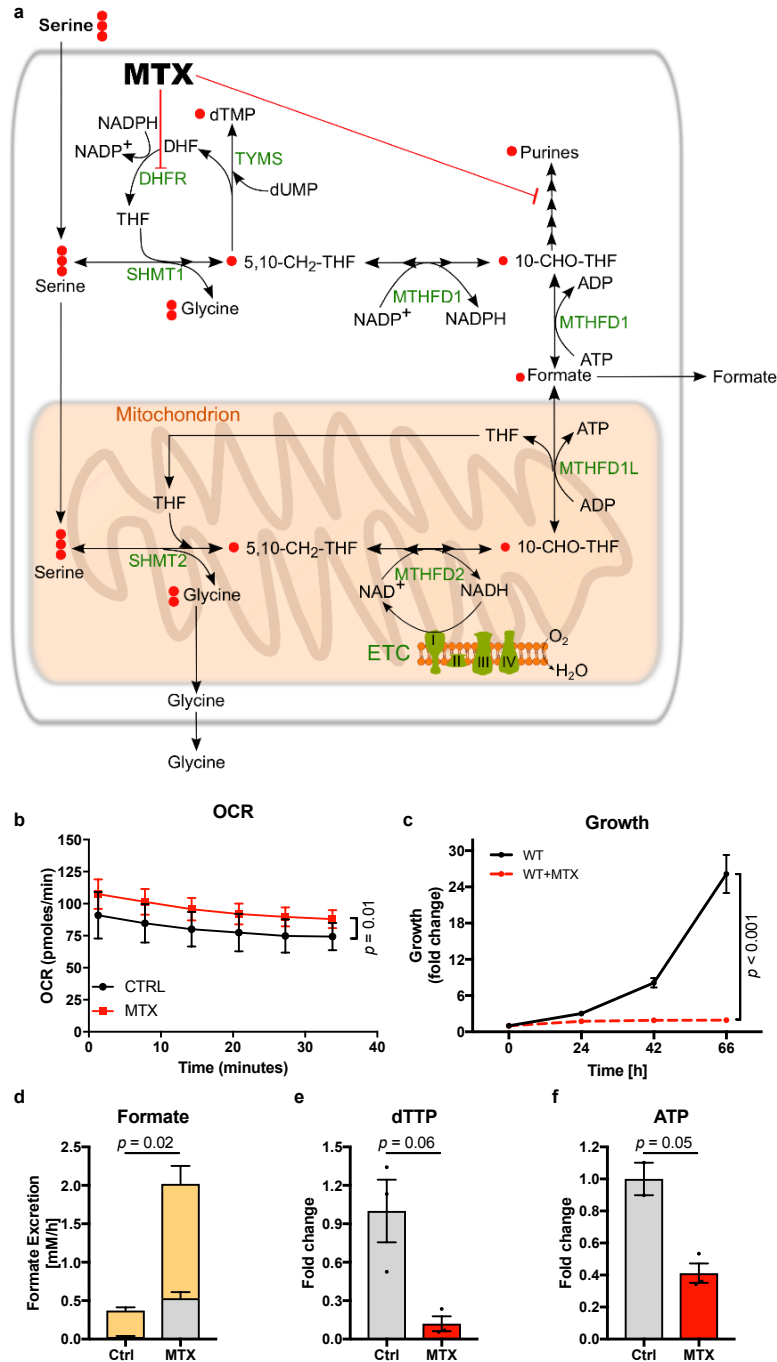 a
Serine
MTX
NADPH
NADP+
DHF
DHFR
THF
dTMP
TYMS
dUMP
Purines
Serine
SHMT1
Glycine
5,10-CH2-THF
NADP+
MTHFD1
NADPH
10-CHO-THF
ADP
MTHFD1
ATP
Formate
Formate
Mitochondrion
THF
ATP
MTHFD1L
ADP
THF
Serine
SHMT2
Glycine
5,10-CH2-THF
NAD+
MTHFD2
NADH
10-CHO-THF
ETC
I
II
III
IV
O2
H2O
Glycine
Glycine
b
OCR
OCR (pmoles/min)
150
125
100
75
50
25
0
CTRL
MTX
p = 0.01
0 10 20 30 40
Time (minutes)
c
Growth
Growth
(fold change)
30
24
18
12
6
0
WT
WT+MTX
p < 0.001
0 24 42 66
Time [h]
d
Formate
Formate Excretion
[mM/h]
2.5
2.0
1.5
1.0
0.5
0.0
p = 0.02
Ctrl MTX
e
dTTP
Fold change
1.5
1.2
0.9
0.6
0.3
0.0
p = 0.06
Ctrl MTX
f
ATP
Fold change
1.2
1.0
0.8
0.6
0.4
0.2
0.0
p = 0.05
Ctrl MTX